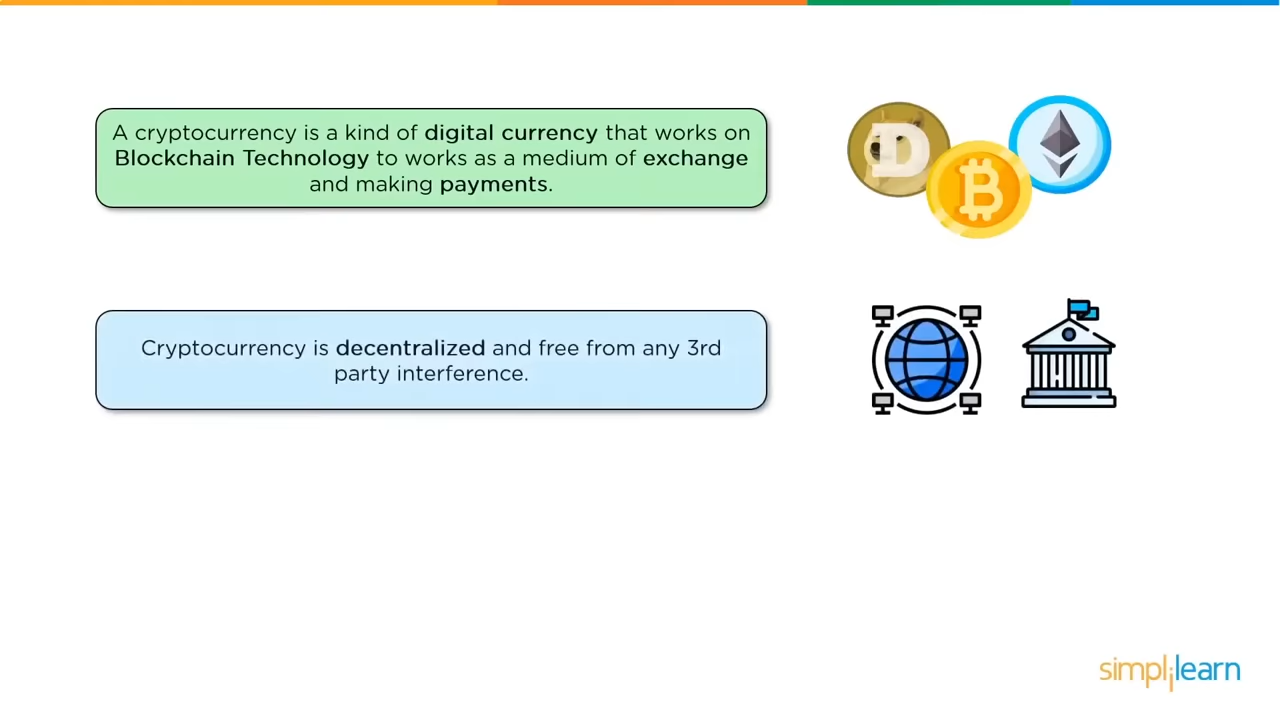 A cryptocurrency is a kind of digital currency that works on
Blockchain Technology to works as a medium of exchange
and making payments.
Cryptocurrency is decentralized and free from any 3rd
party interference.
simplilearn